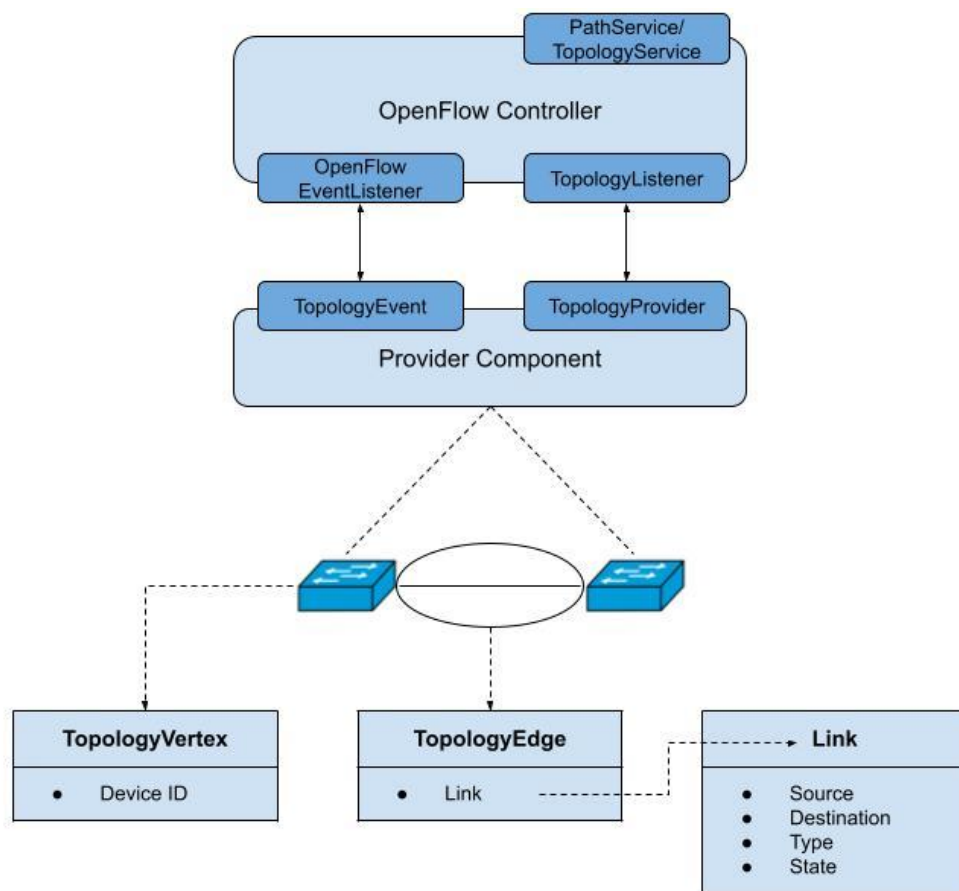 PathService/
TopologyService
OpenFlow Controller
OpenFlow
EventListener
TopologyListener
TopologyEvent
TopologyProvider
Provider Component
TopologyVertex
● Device ID
TopologyEdge
● Link
Link
● Source
● Destination
● Type
● State